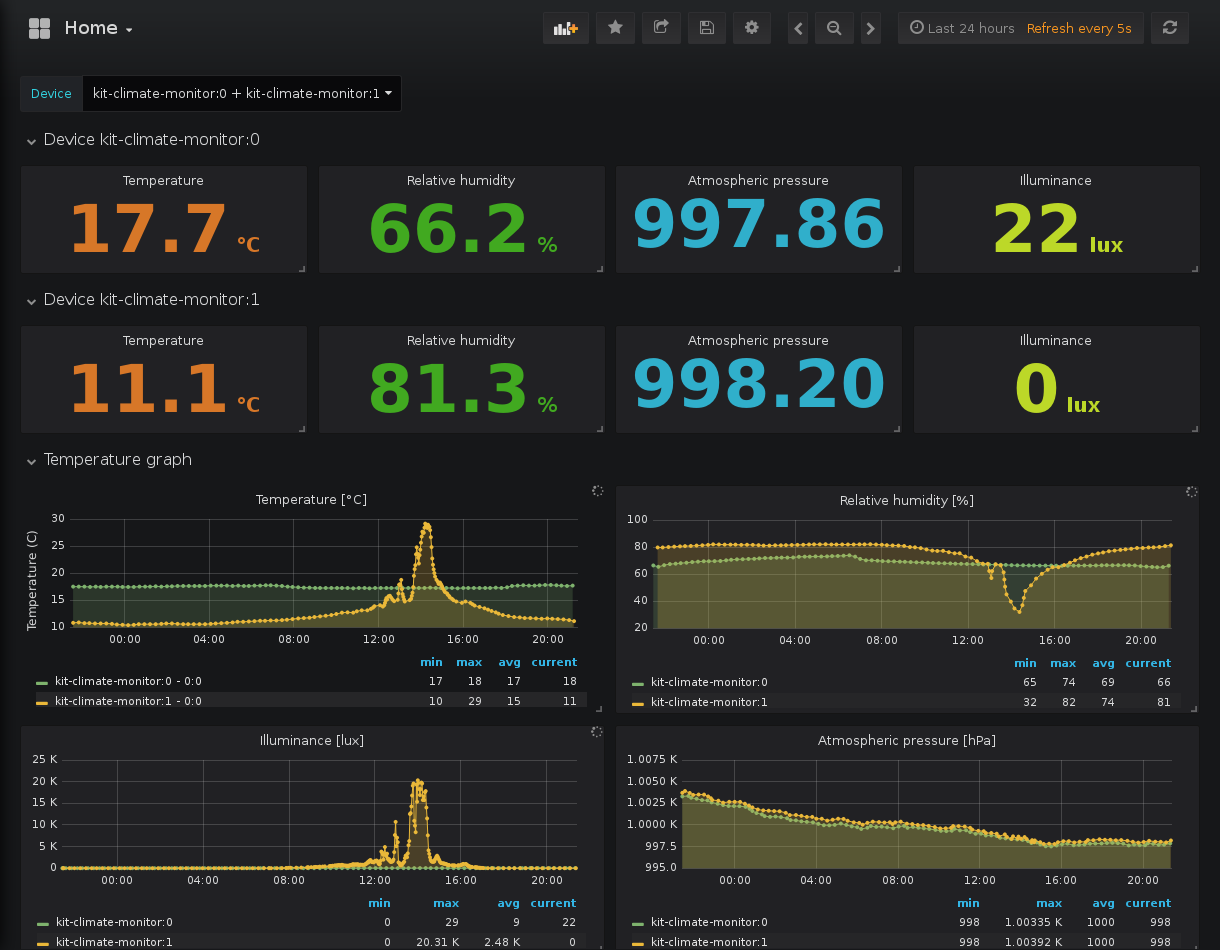 Home
Last 24 hours Refresh every 5s
Device kit-climate-monitor:0 + kit-climate-monitor:1
Device kit-climate-monitor:0
Temperature Relative humidity Atmospheric pressure Illuminance
17.7 °C 66.2 % 997.86 22 lux
Device kit-climate-monitor:1
Temperature Relative humidity Atmospheric pressure Illuminance
11.1 °C 81.3 % 998.20 0 lux
Temperature graph
Temperature [°C]
Temperature (C)
30
25
20
15
10
00:00 04:00 08:00 12:00 16:00 20:00
min max avg current
kit-climate-monitor:0 - 0:0 17 18 17 18
kit-climate-monitor:1 - 0:0 10 29 15 11
Relative humidity [%]
100
80
60
40
20
00:00 04:00 08:00 12:00 16:00 20:00
min max avg current
kit-climate-monitor:0 65 74 69 66
kit-climate-monitor:1 32 82 74 81
Illuminance [lux]
25 K
20 K
15 K
10 K
5 K
0
00:00 04:00 08:00 12:00 16:00 20:00
min max avg current
kit-climate-monitor:0 0 29 9 22
kit-climate-monitor:1 0 20.31 K 2.48 K 0
Atmospheric pressure [hPa]
1.0075 K
1.0050 K
1.0025 K
1.0000 K
997.5
995.0
00:00 04:00 08:00 12:00 16:00 20:00
min max avg current
kit-climate-monitor:0 998 1.00335 K 1000 998
kit-climate-monitor:1 998 1.00392 K 1000 998